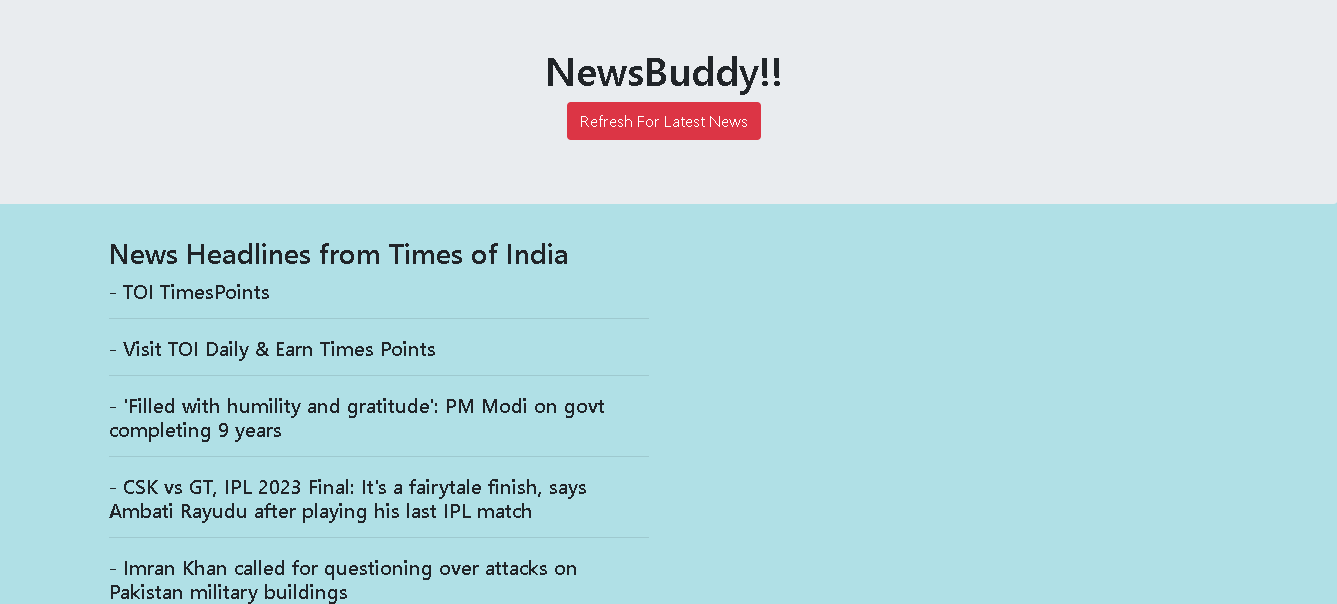 NewsBuddy!!
Refresh For Latest News
News Headlines from Times of India
- TOI TimesPoints
- Visit TOI Daily & Earn Times Points
- 'Filled with humility and gratitude': PM Modi on govt
completing 9 years
- CSK vs GT, IPL 2023 Final: It's a fairytale finish, says
Ambati Rayudu after playing his last IPL match
- Imran Khan called for questioning over attacks on
Pakistan military buildings